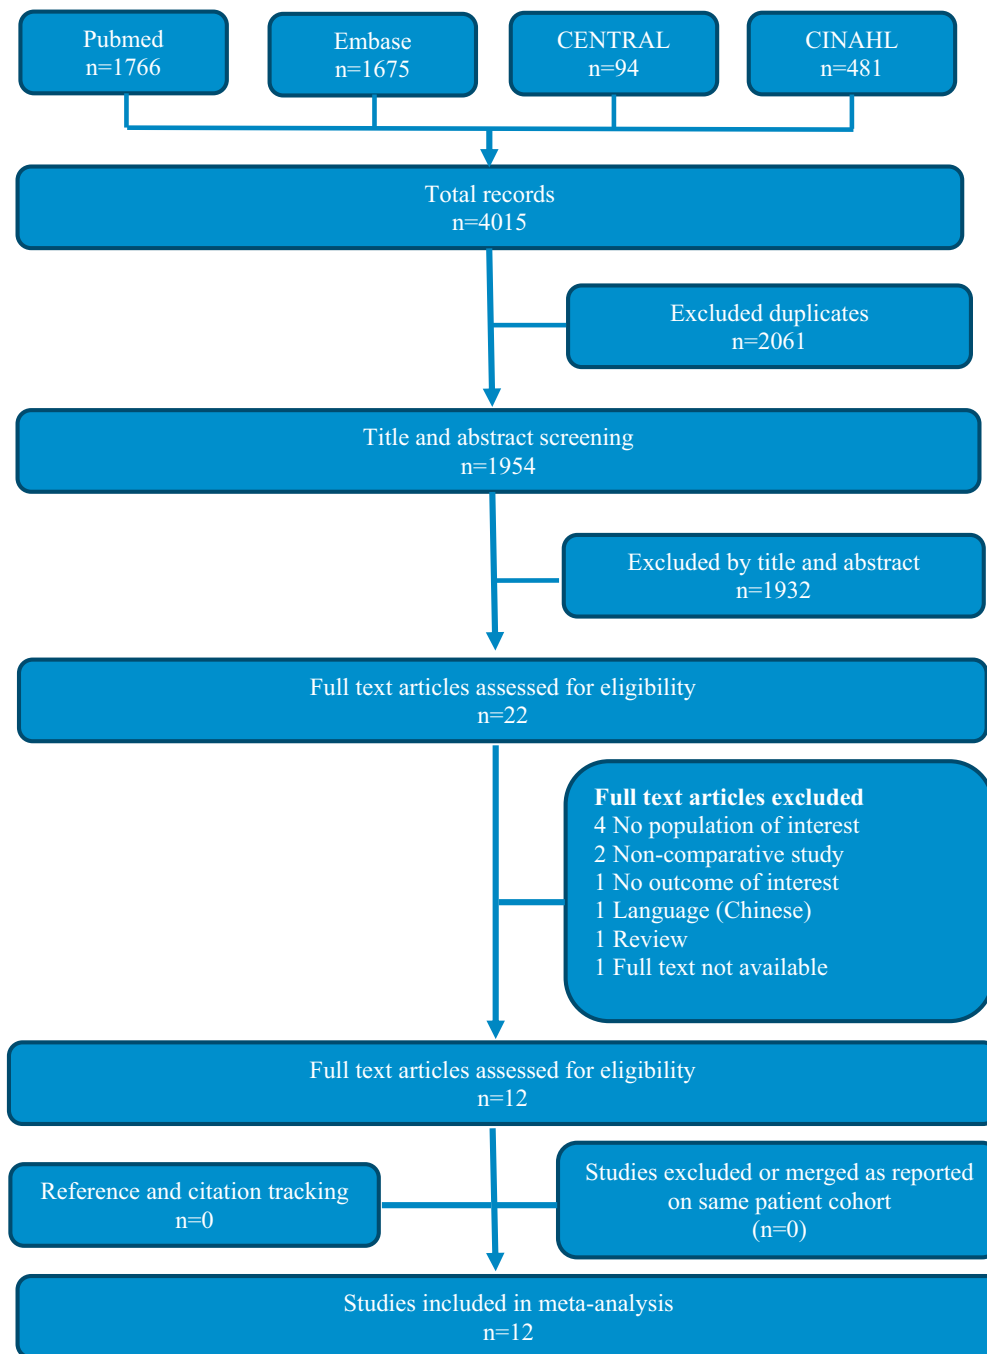 Pubmed
n=1766
Embase
n=1675
CENTRAL
n=94
CINAHL
n=481
Total records
n=4015
Excluded duplicates
n=2061
Title and abstract screening
n=1954
Excluded by title and abstract
n=1932
Full text articles assessed for eligibility
n=22
Full text articles excluded
4 No population of interest
2 Non-comparative study
1 No outcome of interest
1 Language (Chinese)
1 Review
1 Full text not available
Full text articles assessed for eligibility
n=12
Reference and citation tracking
n=0
Studies excluded or merged as reported
on same patient cohort
(n=0)
Studies included in meta-analysis
n=12